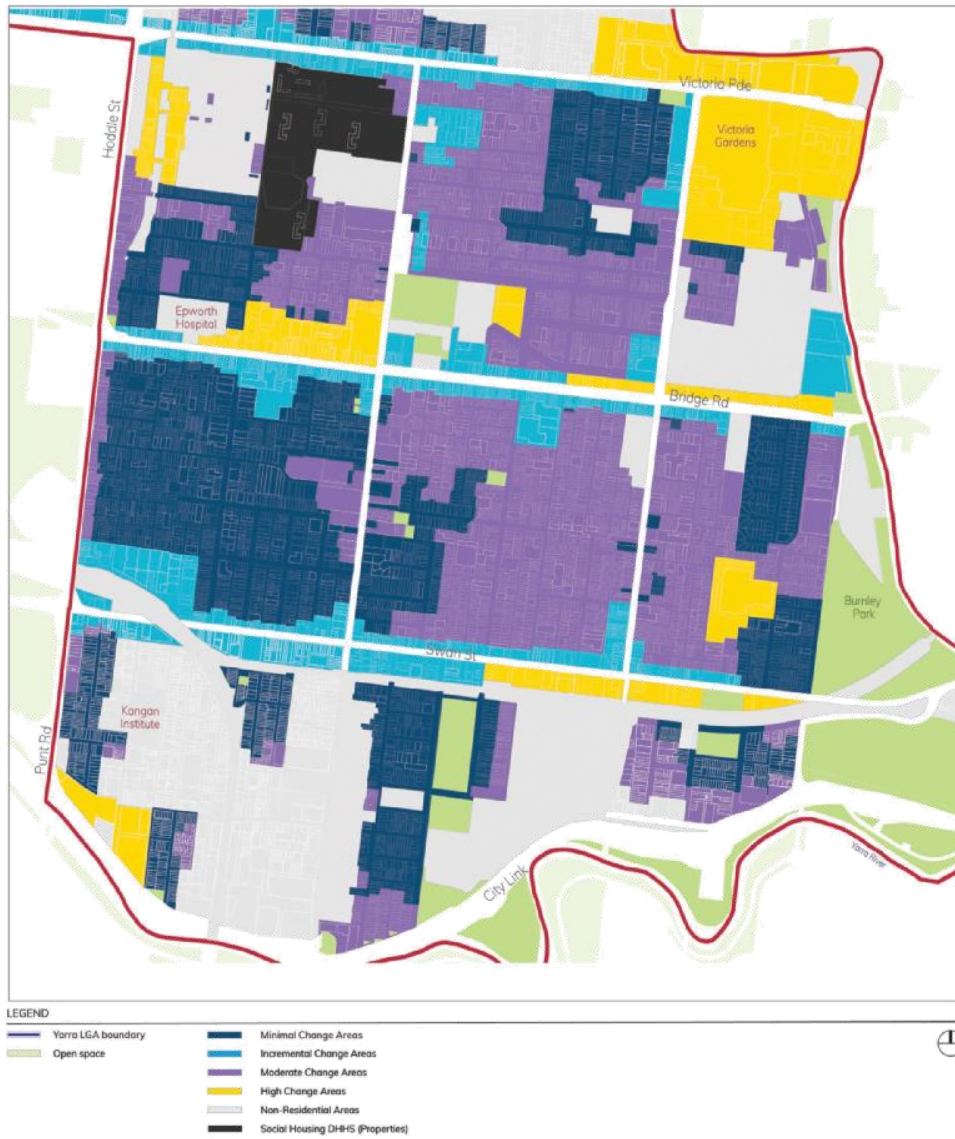 Victoria Pde
Hoddle St
Victoria
Gardens
Epworth
Hospital
Bridge Rd
Burnley
Park
Swan St
Kangan
Institute
Punt Rd
City Link
Yarra River
LEGEND
Yarra LGA boundary
Open space
Minimal Change Areas
Incremental Change Areas
Moderate Change Areas
High Change Areas
Non-Residential Areas
Social Housing DHHS (Properties)